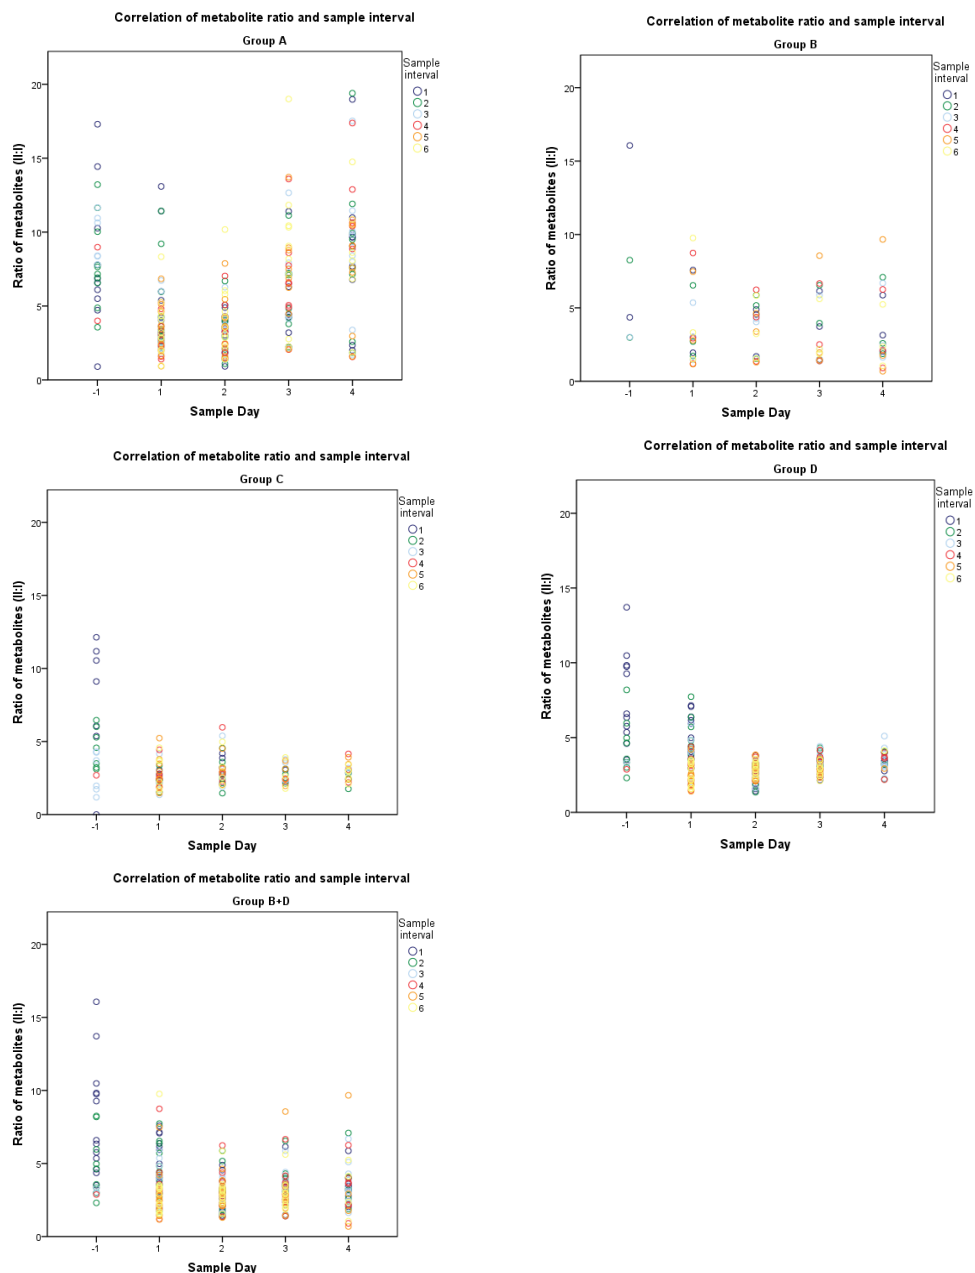 Correlation of metabolite ratio and sample interval
Group A
Sample
interval
1
2
3
4
5
6
20
15
10
5
0
Ratio of metabolites (II:I)
-1 1 2 3 4
Sample Day
Correlation of metabolite ratio and sample interval
Group B
Sample
interval
1
2
3
4
5
6
20
15
10
5
0
Ratio of metabolites (II:I)
-1 1 2 3 4
Sample Day
Correlation of metabolite ratio and sample interval
Group C
Sample
interval
1
2
3
4
5
6
20
15
10
5
0
Ratio of metabolites (II:I)
-1 1 2 3 4
Sample Day
Correlation of metabolite ratio and sample interval
Group D
Sample
interval
1
2
3
4
5
6
20
15
10
5
0
Ratio of metabolites (II:I)
-1 1 2 3 4
Sample Day
Correlation of metabolite ratio and sample interval
Group B+D
Sample
interval
1
2
3
4
5
6
20
15
10
5
0
Ratio of metabolites (II:I)
-1 1 2 3 4
Sample Day